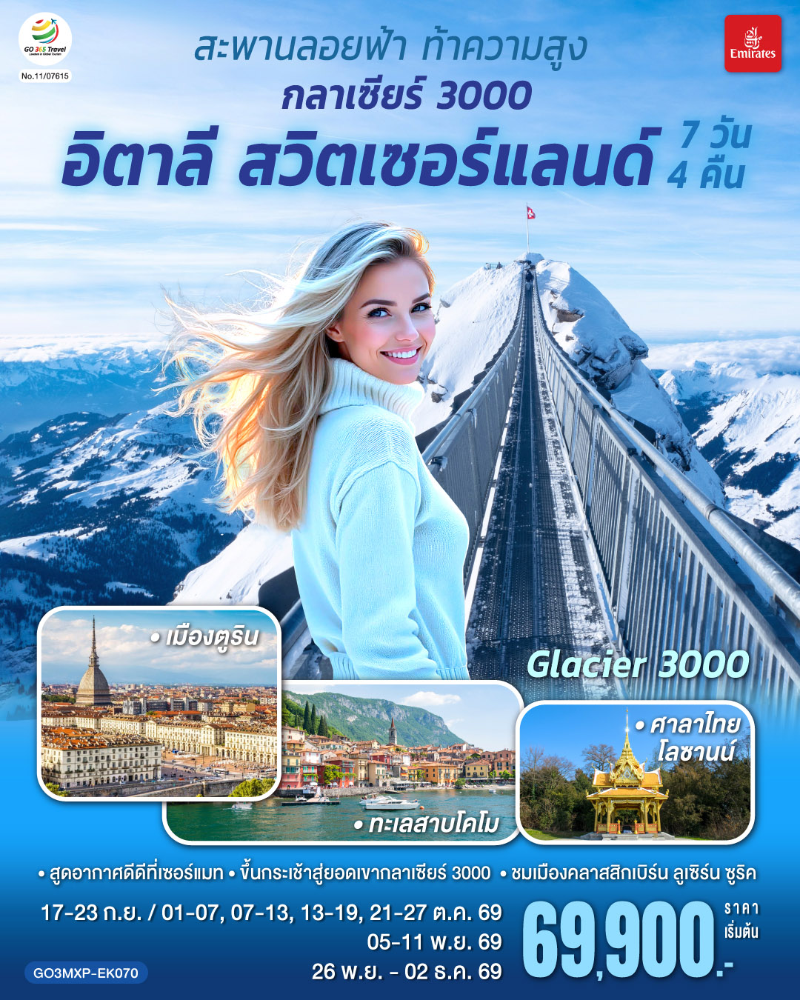 GO 365 Travel
Leaders in Global Tourism
No.11/07615
Emirates
สะพานลอยฟ้า ท้าความสูง
กลาเซียร์ 3000
อิตาลี สวิตเซอร์แลนด์
7 วัน
4 คืน
Glacier 3000
• เมืองตูริน
• ทะเลสาบโคโม
• ศาลาไทย
โลซานน์
• สูดอากาศดีดีที่เซอร์แมท • ขึ้นกระเช้าสู่ยอดเขากลาเซียร์ 3000 • ชมเมืองคลาสสิกเบิร์น ลูเซิร์น ซูริค
17-23 ก.ย. / 01-07, 07-13, 13-19, 21-27 ต.ค. 69
05-11 พ.ย. 69
26 พ.ย. - 02 ธ.ค. 69
69,900.-
ราคา
เริ่มต้น
GO3MXP-EK070